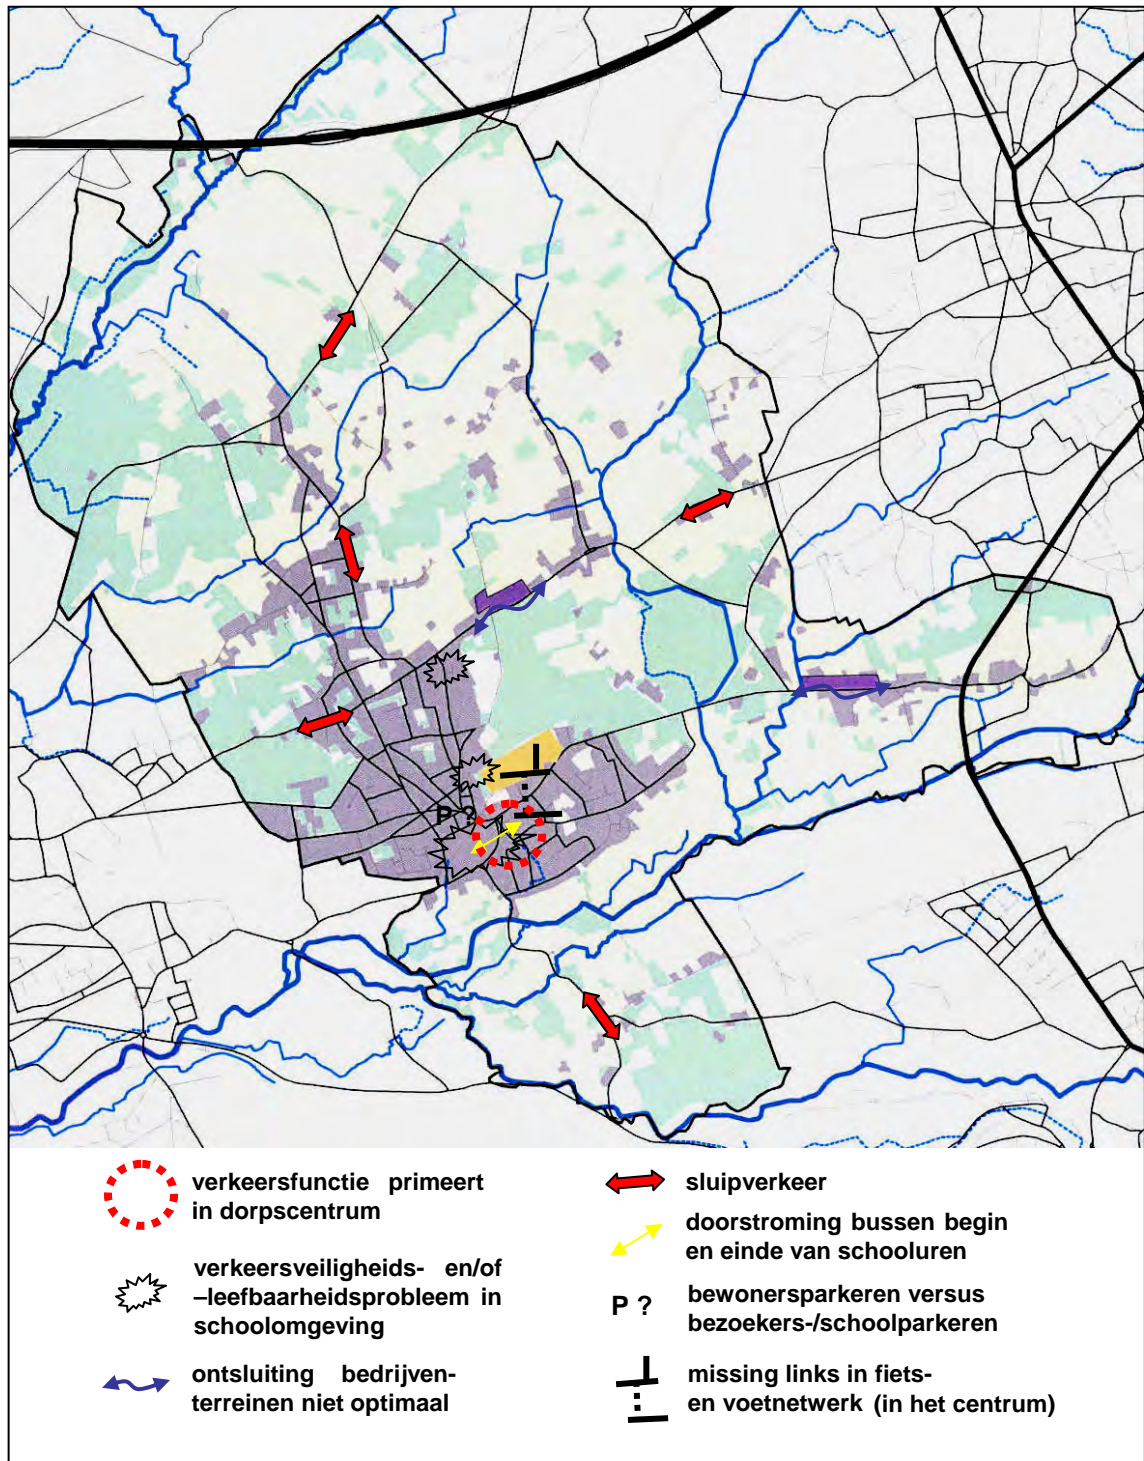 P ?
verkeersfunctie primeert
in dorpscentrum
verkeersveiligheids- en/of
–leefbaarheidsprobleem in
schoolomgeving
ontsluiting bedrijven-
terreinen niet optimaal
sluipverkeer
doorstroming bussen begin
en einde van schooluren
P ?
bewonersparkeren versus
bezoekers-/schoolparkeren
missing links in fiets-
en voetnetwerk (in het centrum)